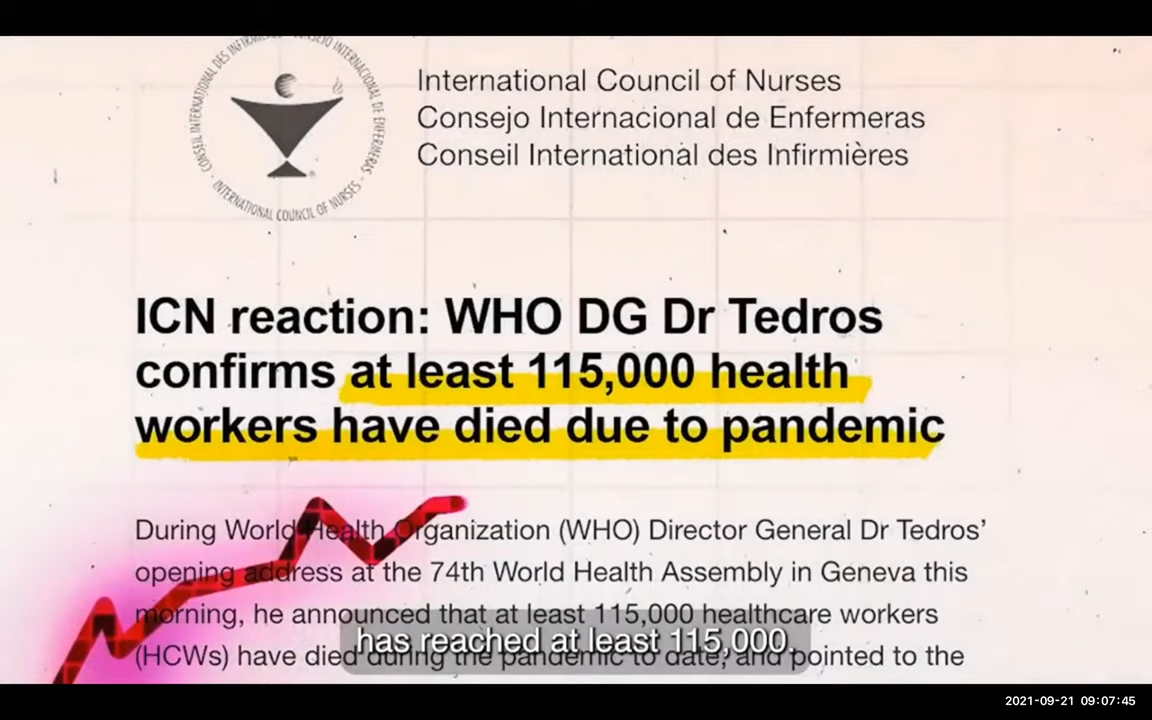 CONSEIL INTERNATIONAL DES INFIRMIÈRES - CONSEJO INTERNACIONAL DE ENFERMERAS - INTERNATIONAL COUNCIL OF NURSES -
International Council of Nurses
Consejo Internacional de Enfermeras
Conseil International des Infirmières
ICN reaction: WHO DG Dr Tedros
confirms at least 115,000 health
workers have died due to pandemic
During World Health Organization (WHO) Director General Dr Tedros’
opening address at the 74th World Health Assembly in Geneva this
morning, he announced that at least 115,000 healthcare workers
(HCWs) have died during the pandemic to date, and pointed to the
has reached at least 115,000.
2021-09-21 09:07:45